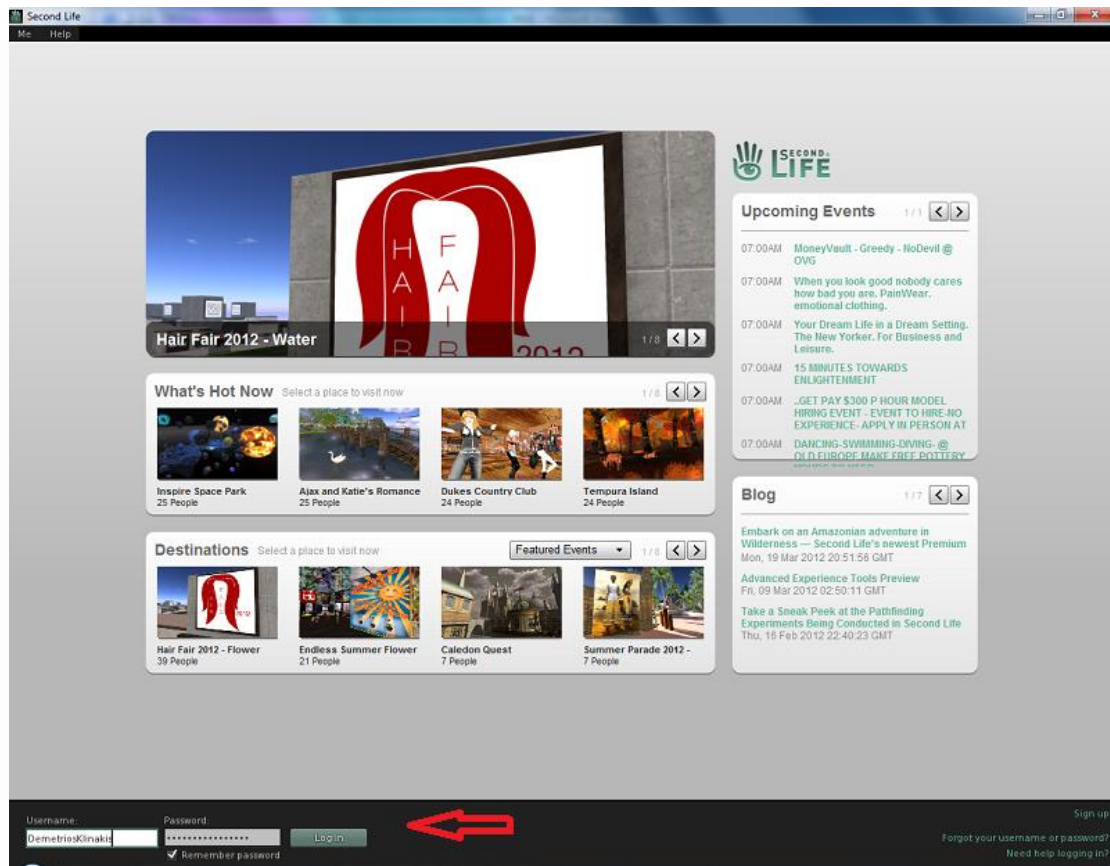 Second Life
Me Help
HAIR
FAIR
2012
Hair Fair 2012 - Water
1/8
SECOND
LIFE
Upcoming Events 1/1
07:00AM MoneyVault - Greedy - NoDevil @
OVG
07:00AM When you look good nobody cares
how bad you are. PainWear.
emotional clothing.
07:00AM Your Dream Life in a Dream Setting.
The New Yorker. For Business and
Leisure.
07:00AM 15 MINUTES TOWARDS
ENLIGHTENMENT
07:00AM ..GET PAY $300 P HOUR MODEL
HIRING EVENT - EVENT TO HIRE-NO
EXPERIENCE- APPLY IN PERSON AT
07:00AM DANCING-SWIMMING-DIVING- @
OLD EUROPE MAKE FREE POTTERY
What's Hot Now Select a place to visit now 1/8
Inspire Space Park
25 People
Ajax and Katie's Romance
25 People
Dukes Country Club
24 People
Tempura Island
24 People
Blog 1/7
Embark on an Amazonian adventure in
Wilderness — Second Life's newest Premium
Mon, 19 Mar 2012 20:51:56 GMT
Advanced Experience Tools Preview
Fri, 09 Mar 2012 02:50:11 GMT
Take a Sneak Peek at the Pathfinding
Experiments Being Conducted in Second Life
Thu, 16 Feb 2012 22:40:23 GMT
Destinations Select a place to visit now Featured Events 1/8
Hair Fair 2012 - Flower
39 People
Endless Summer Flower
21 People
Caledon Quest
7 People
Summer Parade 2012 -
7 People
Username: Password:
DemetriosKlinakis Log In
Remember password
Sign up
Forgot your username or password?
Need help logging in?